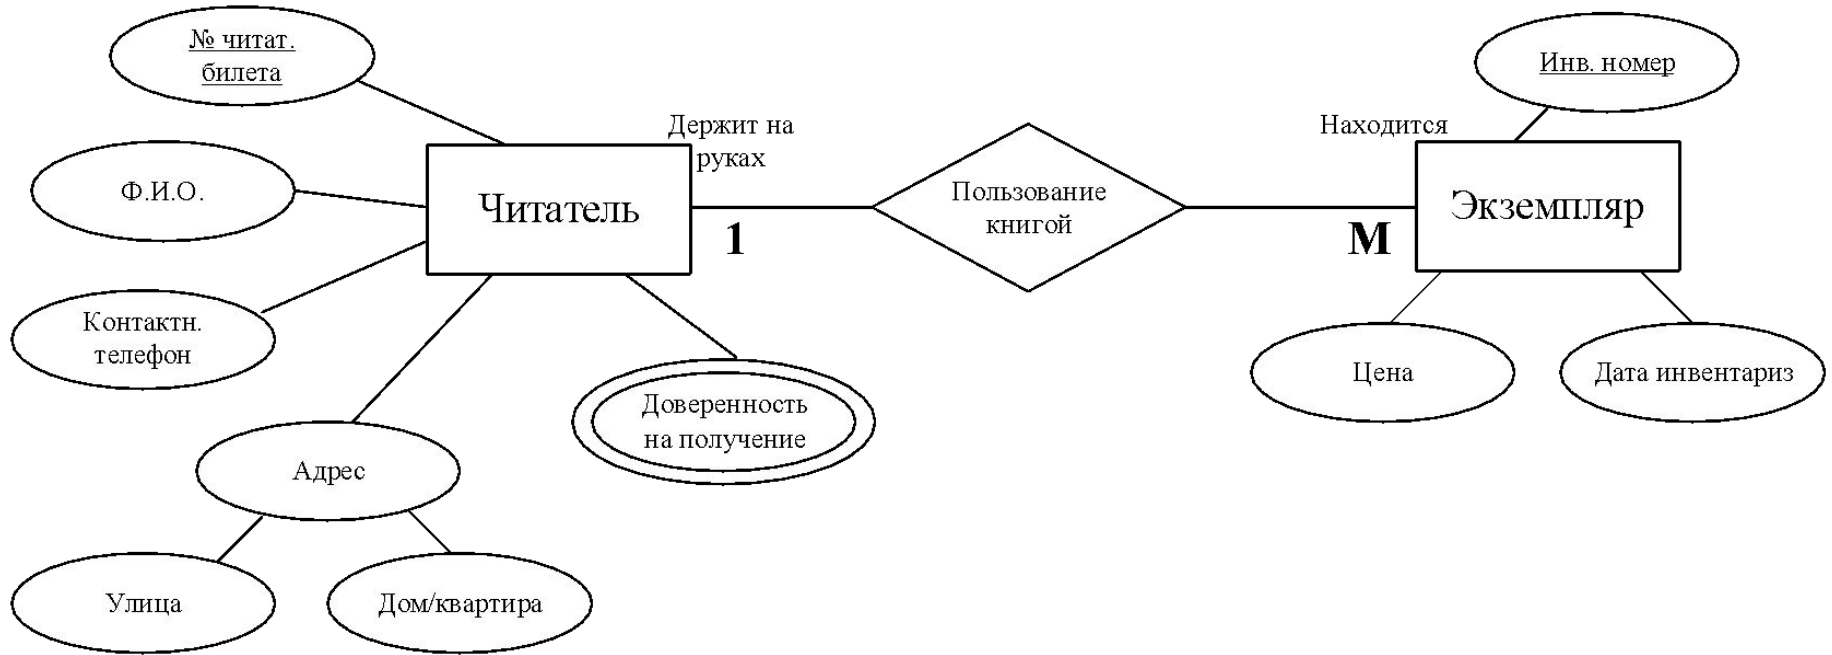 № читат.
билета
Инв. номер
Держит на
руках
Находится
Ф.И.О.
Читатель
Пользование
книгой
Экземпляр
1
М
Контактн.
телефон
Цена
Дата инвентариз
Доверенность
на получение
Адрес
Улица
Дом/квартира